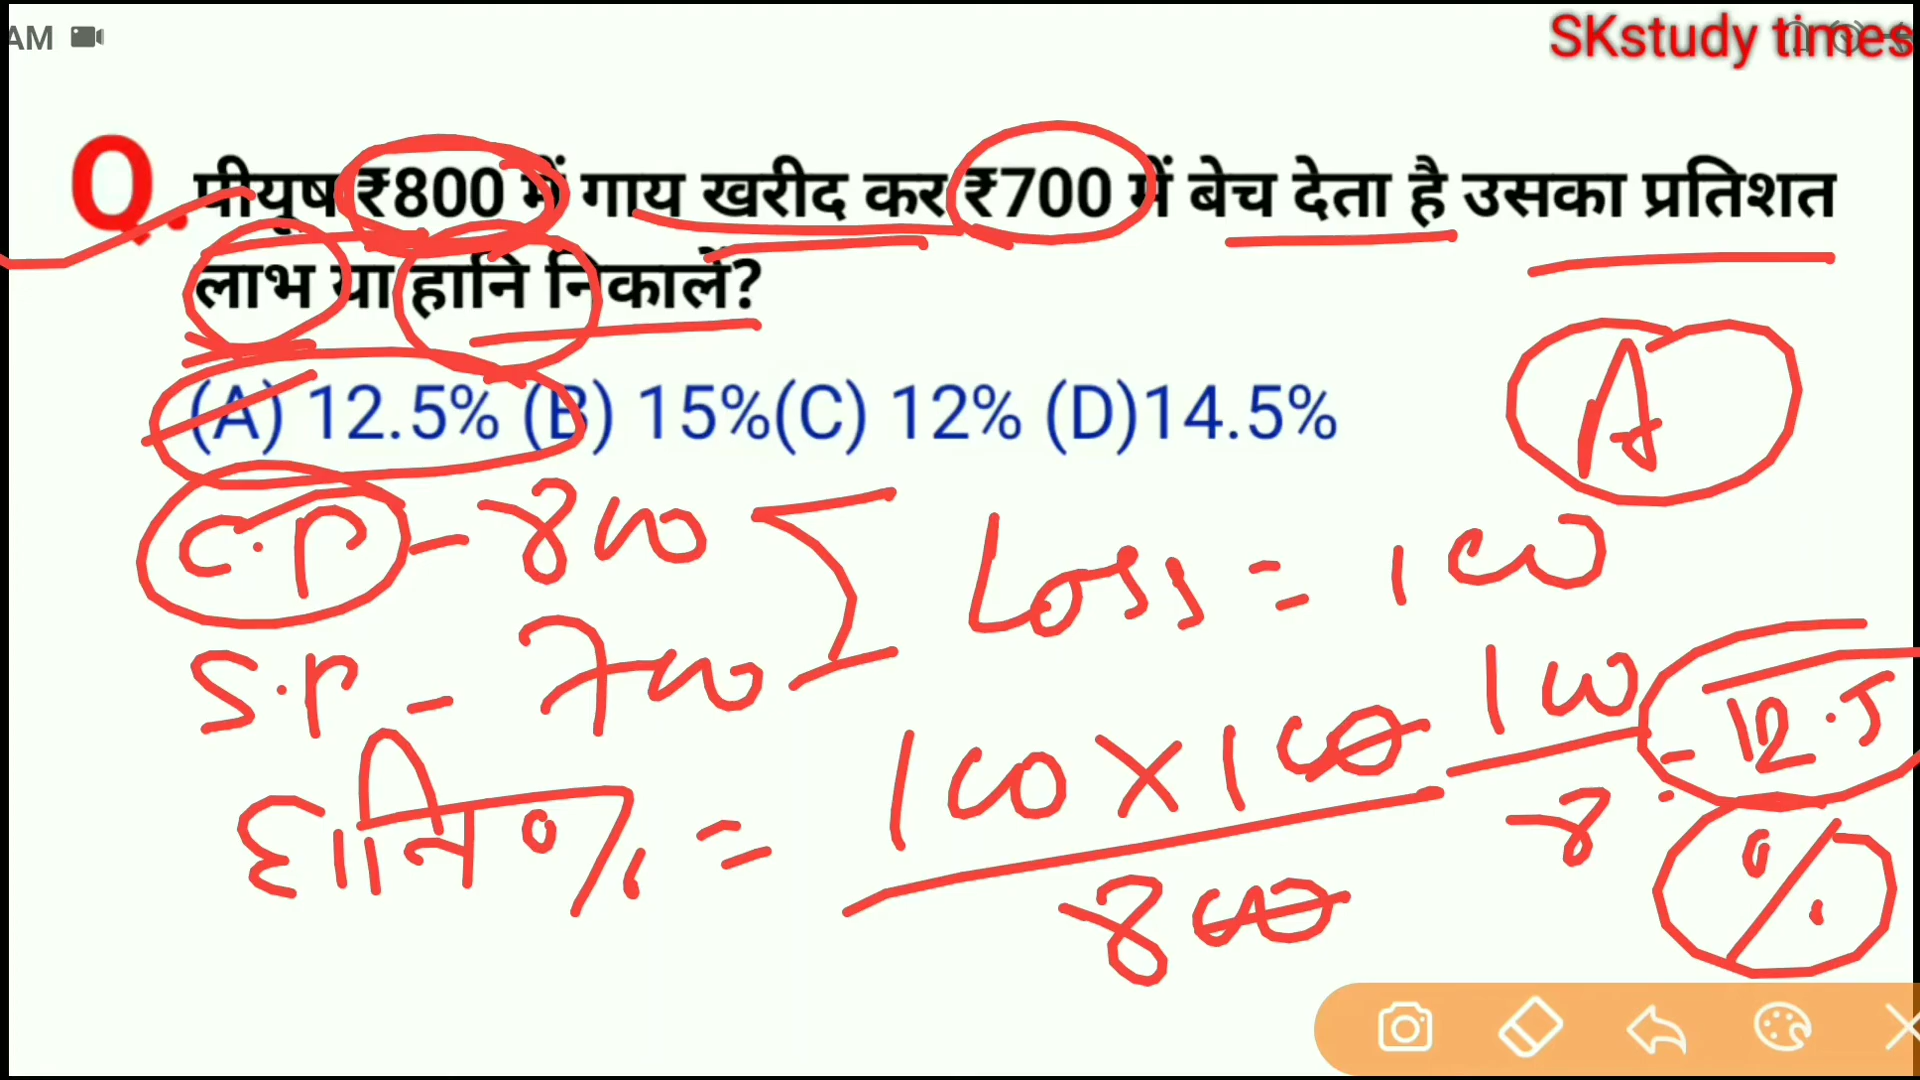 AM
SKstudy times
Q. पीयूष ₹800 में गाय खरीद कर ₹700 में बेच देता है उसका प्रतिशत
लाभ या हानि निकालें?
(A) 12.5% (B) 15%(C) 12% (D)14.5%
A
C.P - 800
Loss = 100
S.P - 700
हानि % = 100 × 100 / 800
100 / 8 = 12.5 %